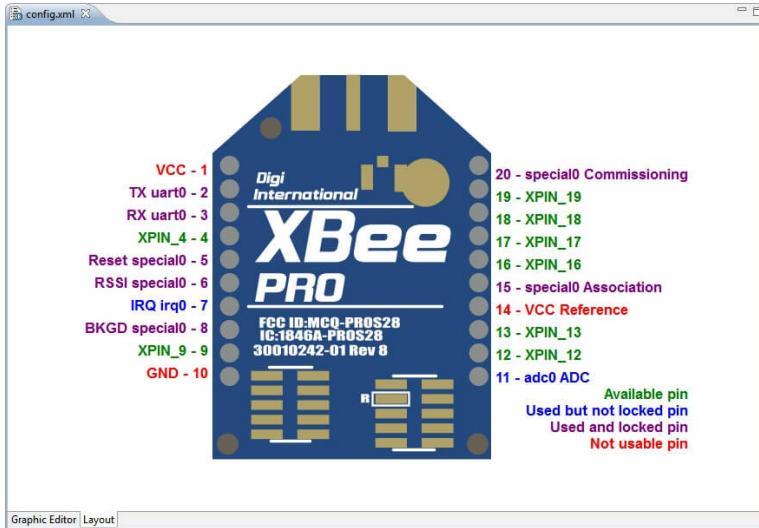 config.xml
VCC - 1
TX uart0 - 2
RX uart0 - 3
XPIN_4 - 4
Reset special0 - 5
RSSI special0 - 6
IRQ irq0 - 7
BKGD special0 - 8
XPIN_9 - 9
GND - 10
Digi
International
XBee
PRO
FCC ID:MCQ-PROS28
IC:1846A-PROS28
30010242-01 Rev 8
R
20 - special0 Commissioning
19 - XPIN_19
18 - XPIN_18
17 - XPIN_17
16 - XPIN_16
15 - special0 Association
14 - VCC Reference
13 - XPIN_13
12 - XPIN_12
11 - adc0 ADC
Available pin
Used but not locked pin
Used and locked pin
Not usable pin
Graphic Editor Layout